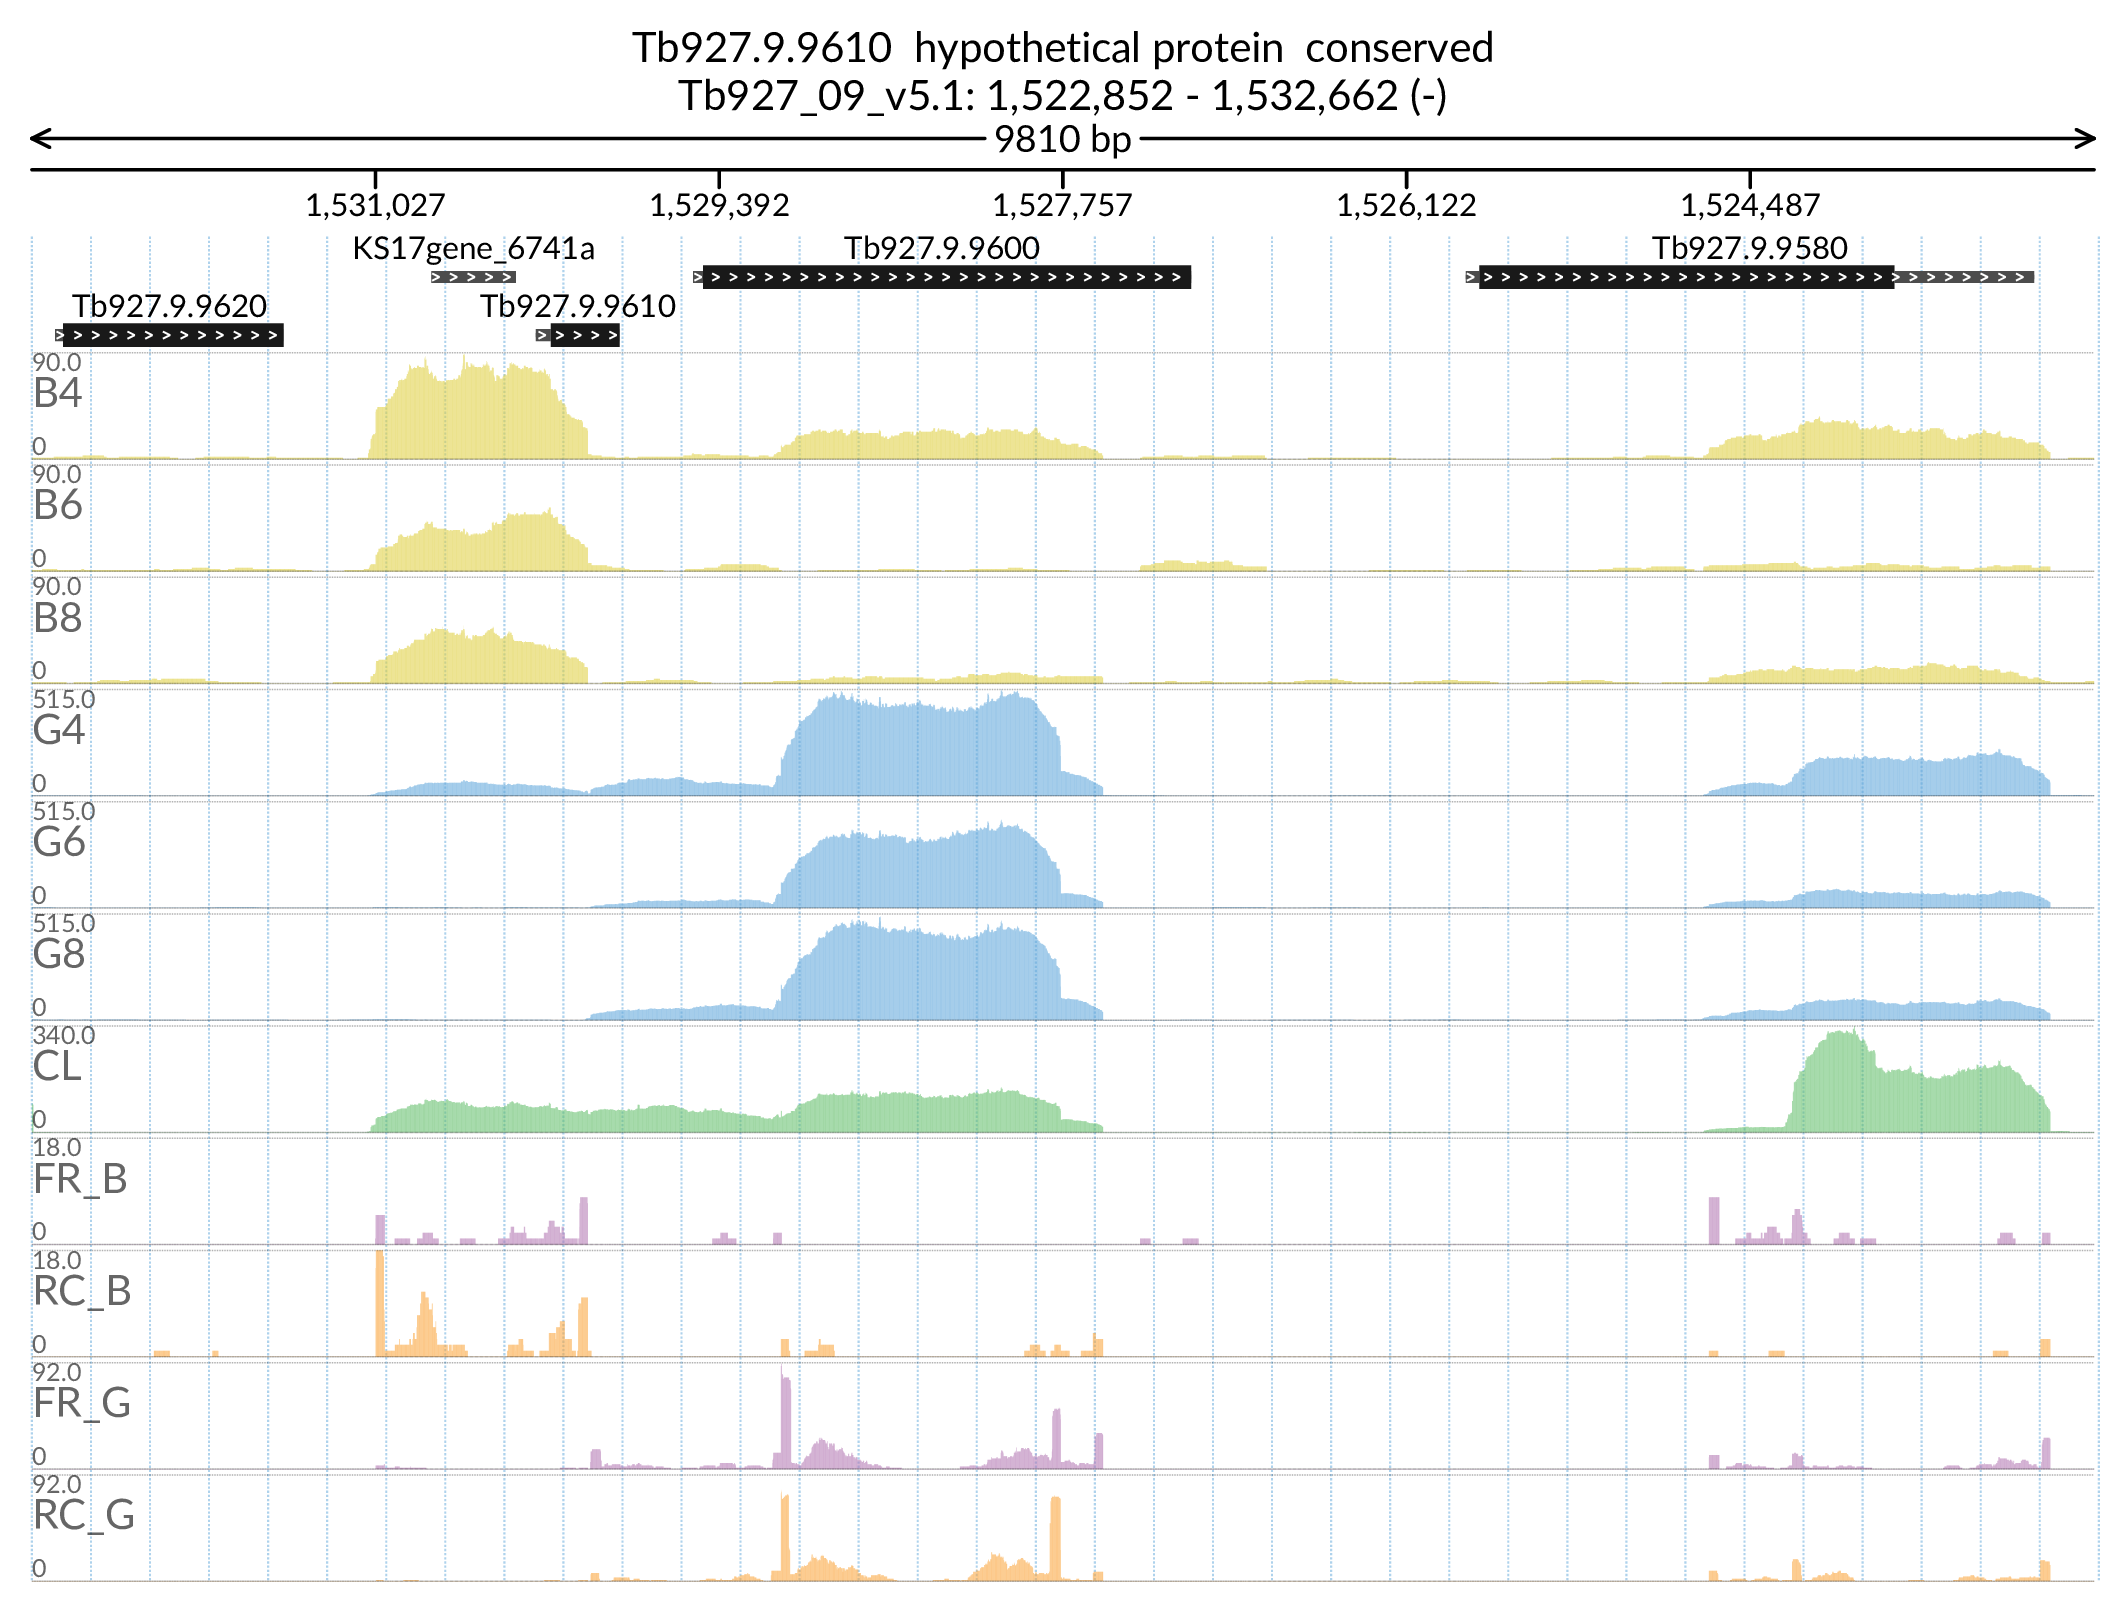 Tb927.9.9610  hypothetical protein  conserved
Tb927_09_v5.1: 1,522,852 - 1,532,662 (-)
9810 bp
1,531,027 1,529,392 1,527,757 1,526,122 1,524,487
KS17gene_6741a Tb927.9.9600 Tb927.9.9580
Tb927.9.9620 Tb927.9.9610
90.0
B4
0
90.0
B6
0
90.0
B8
0
515.0
G4
0
515.0
G6
0
515.0
G8
0
340.0
CL
0
18.0
FR_B
0
18.0
RC_B
0
92.0
FR_G
0
92.0
RC_G
0